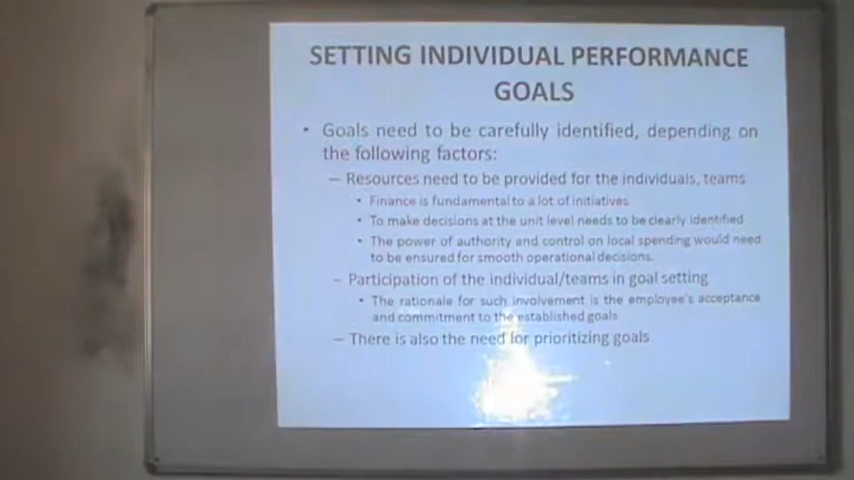 SETTING INDIVIDUAL PERFORMANCE
GOALS
• Goals need to be carefully identified, depending on
the following factors:
– Resources need to be provided for the individuals, teams
• Finance is fundamental to a lot of initiatives
• To make decisions at the unit level needs to be clearly identified
• The power of authority and control on local spending would need
to be ensured for smooth operational decisions.
– Participation of the individual/teams in goal setting
• The rationale for such involvement is the employee's acceptance
and commitment to the established goals
– There is also the need for prioritizing goals